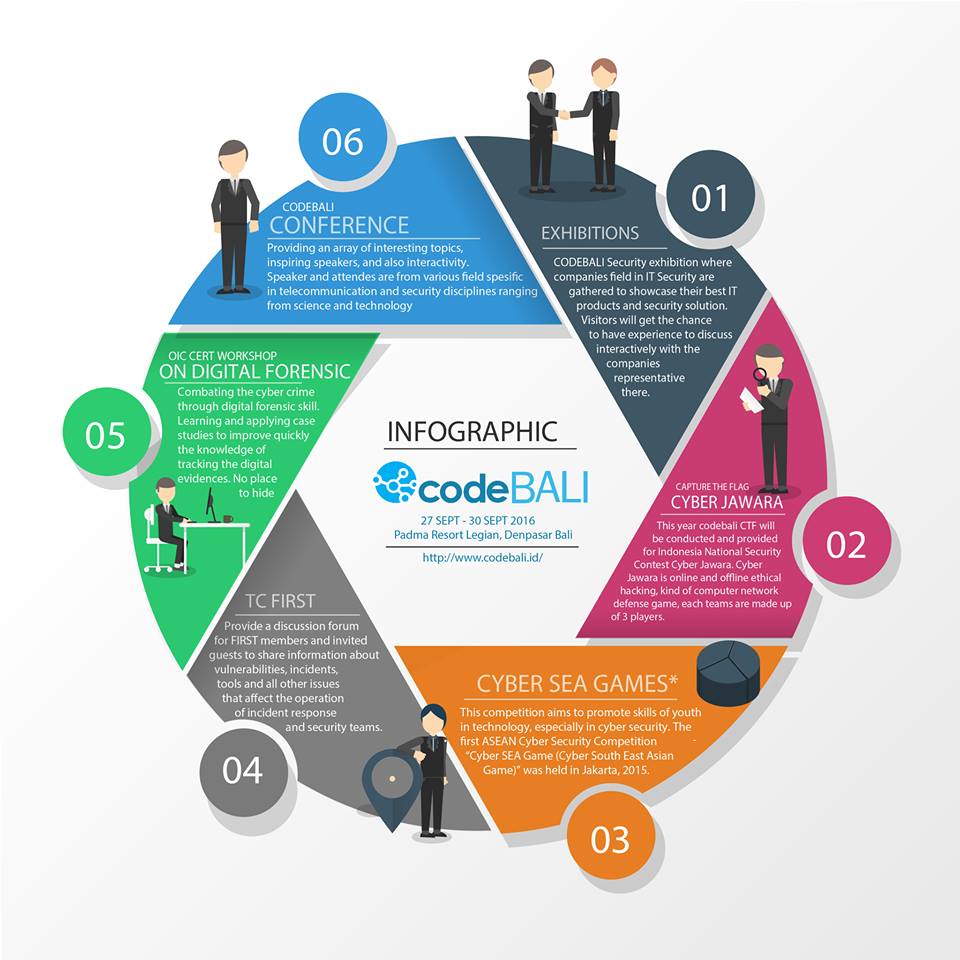 INFOGRAPHIC
codeBALI
27 SEPT - 30 SEPT 2016
Padma Resort Legian, Denpasar Bali
http://www.codebali.id/
01
EXHIBITIONS
CODEBALI Security exhibition where
companies field in IT Security are
gathered to showcase their best IT
products and security solution.
Visitors will get the chance
to have experience to discuss
interactively with the
companies
representative
there.
02
CAPTURE THE FLAG
CYBER JAWARA
This year codebali CTF will
be conducted and provided
for Indonesia National Security
Contest Cyber Jawara. Cyber
Jawara is online and offline ethical
hacking, kind of computer network
defense game, each teams are made up
of 3 players.
03
CYBER SEA GAMES*
This competition aims to promote skills of youth
in technology, especially in cyber security. The
first ASEAN Cyber Security Competition -
“Cyber SEA Game (Cyber South East Asian
Game)” was held in Jakarta, 2015.
04
TC FIRST
Provide a discussion forum
for FIRST members and invited
guests to share information about
vulnerabilities, incidents,
tools and all other issues
that affect the operation
of incident response
and security teams.
05
OIC CERT WORKSHOP
ON DIGITAL FORENSIC
Combating the cyber crime
through digital forensic skill.
Learning and applying case
studies to improve quickly
the knowledge of
tracking the digital
evidences. No place
to hide
06
CODEBALI
CONFERENCE
Providing an array of interesting topics,
inspiring speakers, and also interactivity.
Speaker and attendes are from various field spesific
in telecommunication and security disciplines ranging
from science and technology